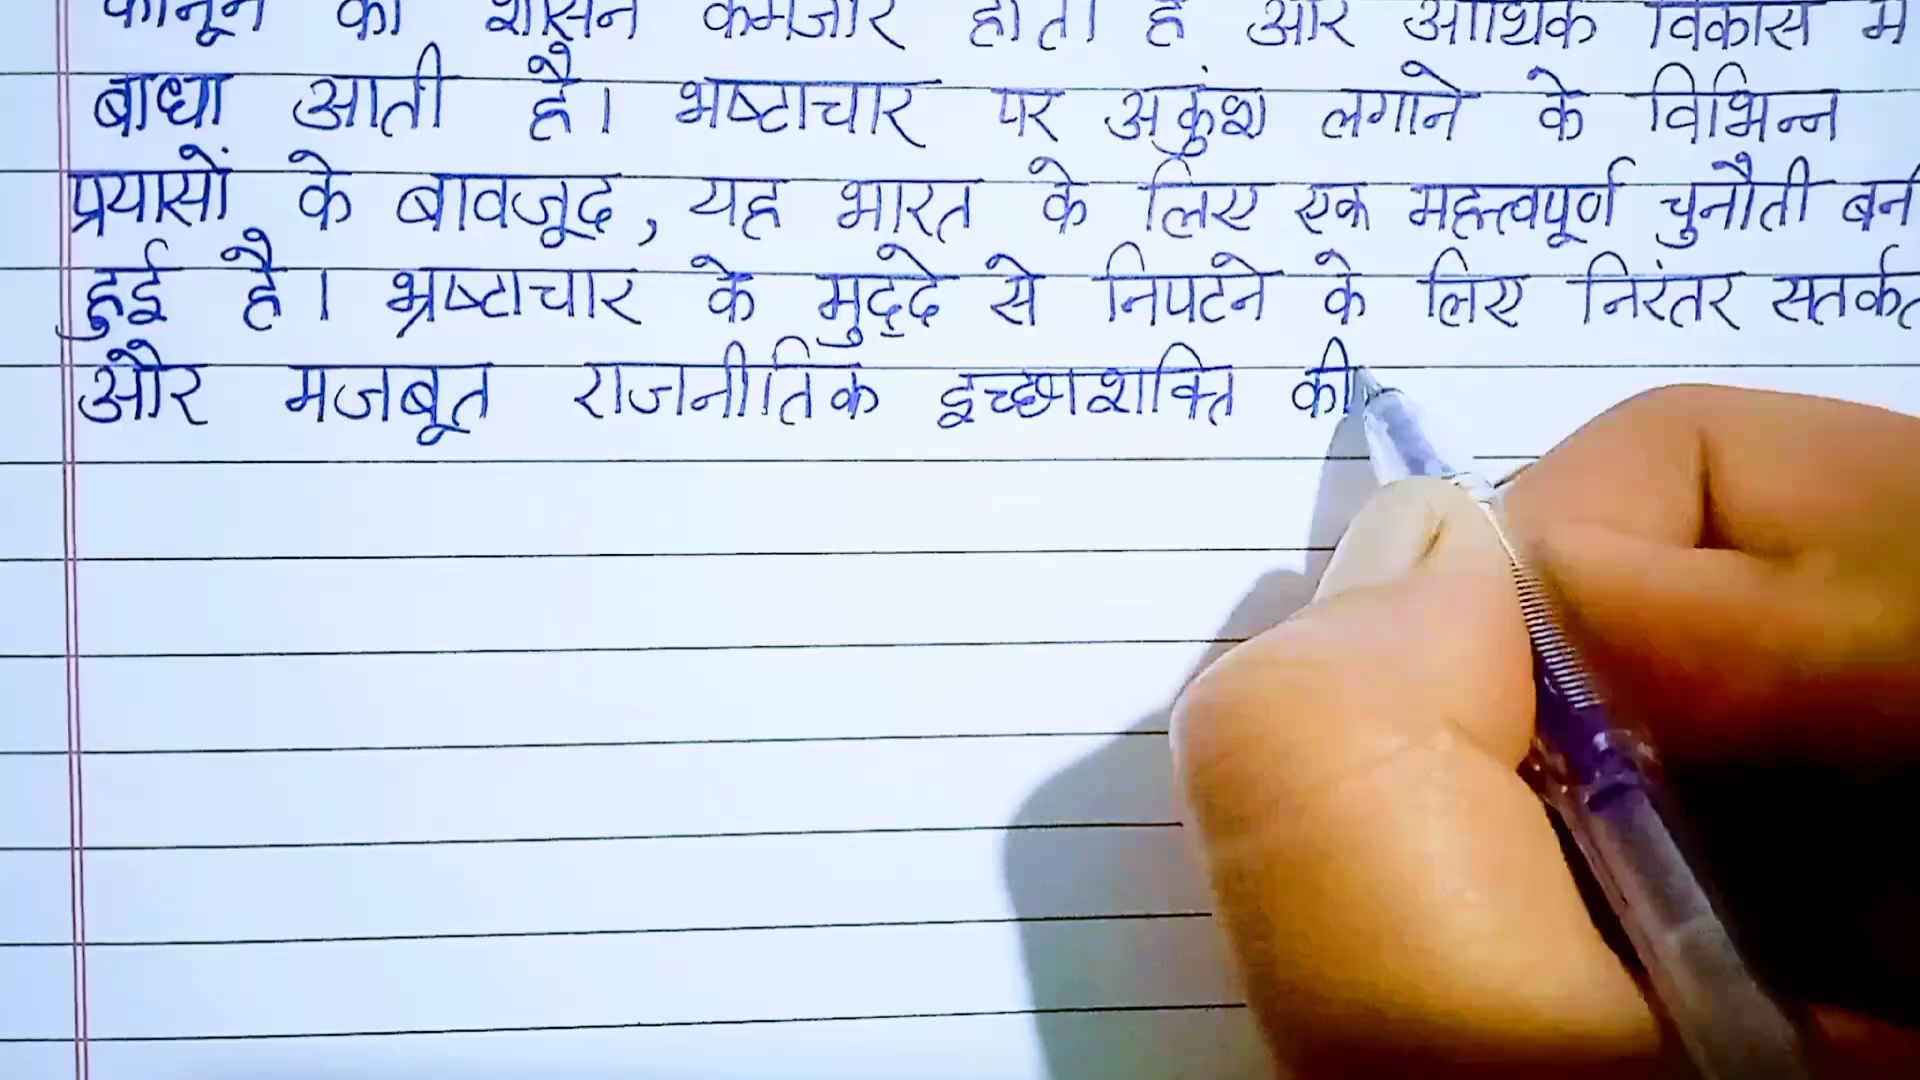 कानून का शासन कमजोर होता है और आर्थिक विकास में
बाधा आती है। भष्टाचार पर अंकुंश लगाने के विभिन्न
प्रयासों के बावजूद, यह भारत के लिए एक महत्त्वपूर्ण चुनौती बनी
हुई है। भ्रष्टाचार के मुद्दे से निपटने के लिए निरंतर सतर्कत
और मजबूत राजनीतिक इच्छाशक्ति की